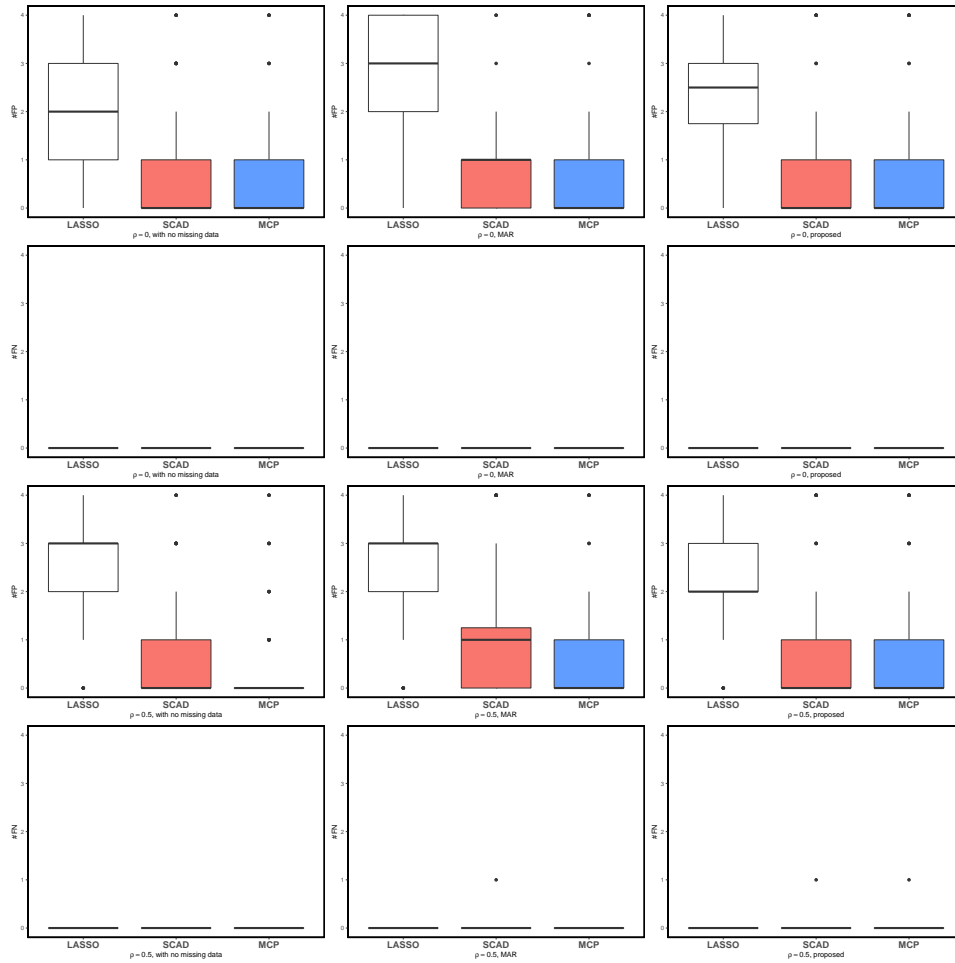 #FP
4
3
2
1
0
LASSO SCAD MCP
ρ = 0, with no missing data
#FP
4
3
2
1
0
LASSO SCAD MCP
ρ = 0, MAR
#FP
4
3
2
1
0
LASSO SCAD MCP
ρ = 0, proposed
#FN
4
3
2
1
0
LASSO SCAD MCP
ρ = 0, with no missing data
#FN
4
3
2
1
0
LASSO SCAD MCP
ρ = 0, MAR
#FN
4
3
2
1
0
LASSO SCAD MCP
ρ = 0, proposed
#FP
4
3
2
1
0
LASSO SCAD MCP
ρ = 0.5, with no missing data
#FP
4
3
2
1
0
LASSO SCAD MCP
ρ = 0.5, MAR
#FP
4
3
2
1
0
LASSO SCAD MCP
ρ = 0.5, proposed
#FN
4
3
2
1
0
LASSO SCAD MCP
ρ = 0.5, with no missing data
#FN
4
3
2
1
0
LASSO SCAD MCP
ρ = 0.5, MAR
#FN
4
3
2
1
0
LASSO SCAD MCP
ρ = 0.5, proposed